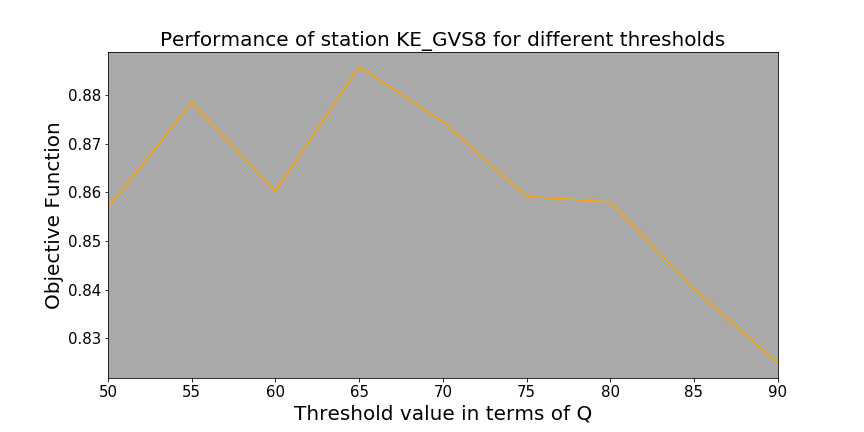 Performance of station KE_GVS8 for different thresholds
0.88
0.87
0.86
0.85
0.84
0.83
Objective Function
50 55 60 65 70 75 80 85 90
Threshold value in terms of Q